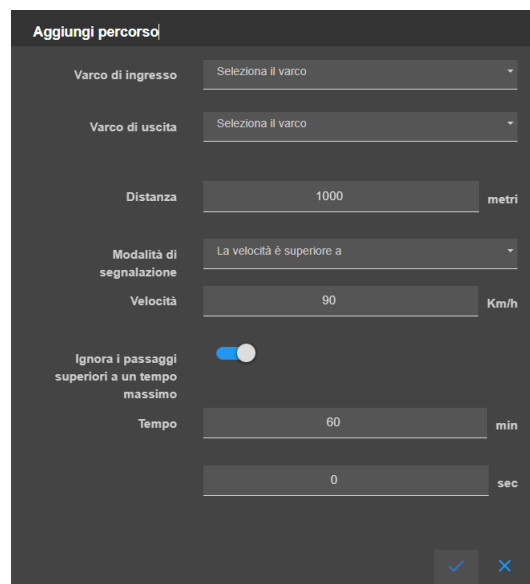 Aggiungi percorso
Varco di ingresso Seleziona il varco
Varco di uscita Seleziona il varco
Distanza 1000 metri
Modalità di La velocità è superiore a
segnalazione
Velocità 90 Km/h
Ignora i passaggi
superiori a un tempo
massimo
Tempo 60 min
0 sec